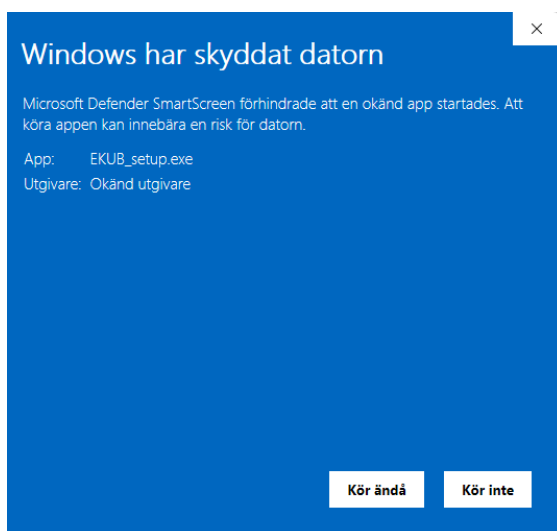 Windows har skyddat datorn
Microsoft Defender SmartScreen förhindrade att en okänd app startades. Att
köra appen kan innebära en risk för datorn.
App: EKUB_setup.exe
Utgivare: Okänd utgivare
Kör ändå Kör inte